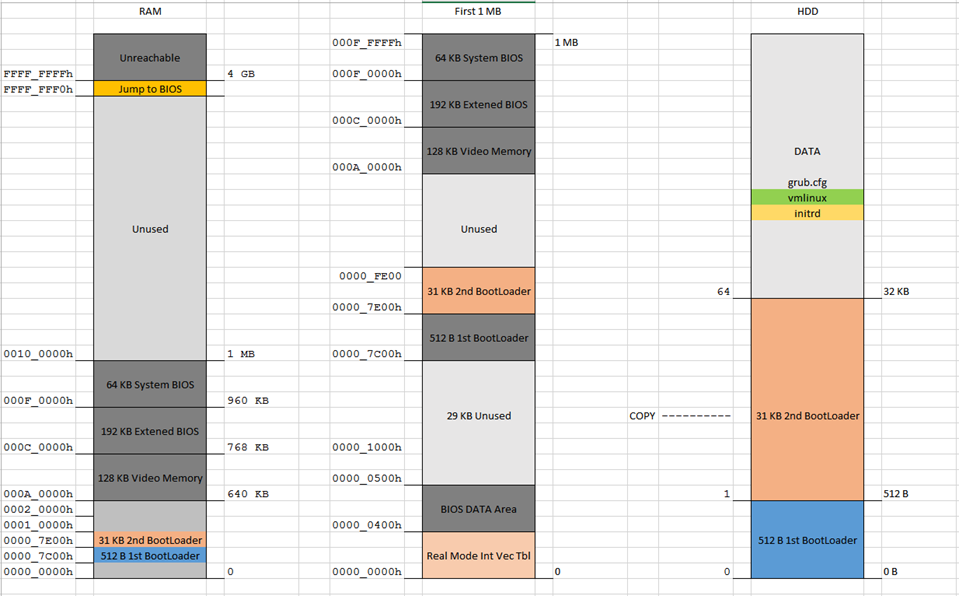 RAM
First 1 MB
HDD
Unreachable
FFFF_FFFFh
4 GB
FFFF_FFF0h
Jump to BIOS
Unused
0010_0000h
1 MB
64 KB System BIOS
000F_0000h
960 KB
192 KB Extened BIOS
000C_0000h
768 KB
128 KB Video Memory
000A_0000h
640 KB
0002_0000h
0001_0000h
0000_7E00h
31 KB 2nd BootLoader
0000_7C00h
512 B 1st BootLoader
0000_0000h
0
000F_FFFFh
1 MB
64 KB System BIOS
000F_0000h
192 KB Extened BIOS
000C_0000h
128 KB Video Memory
000A_0000h
Unused
0000_FE00
31 KB 2nd BootLoader
0000_7E00h
512 B 1st BootLoader
0000_7C00h
29 KB Unused
0000_1000h
0000_0500h
BIOS DATA Area
0000_0400h
Real Mode Int Vec Tbl
0000_0000h
0
DATA
grub.cfg
vmlinux
initrd
64
32 KB
COPY ----------
31 KB 2nd BootLoader
1
512 B
512 B 1st BootLoader
0
0 B